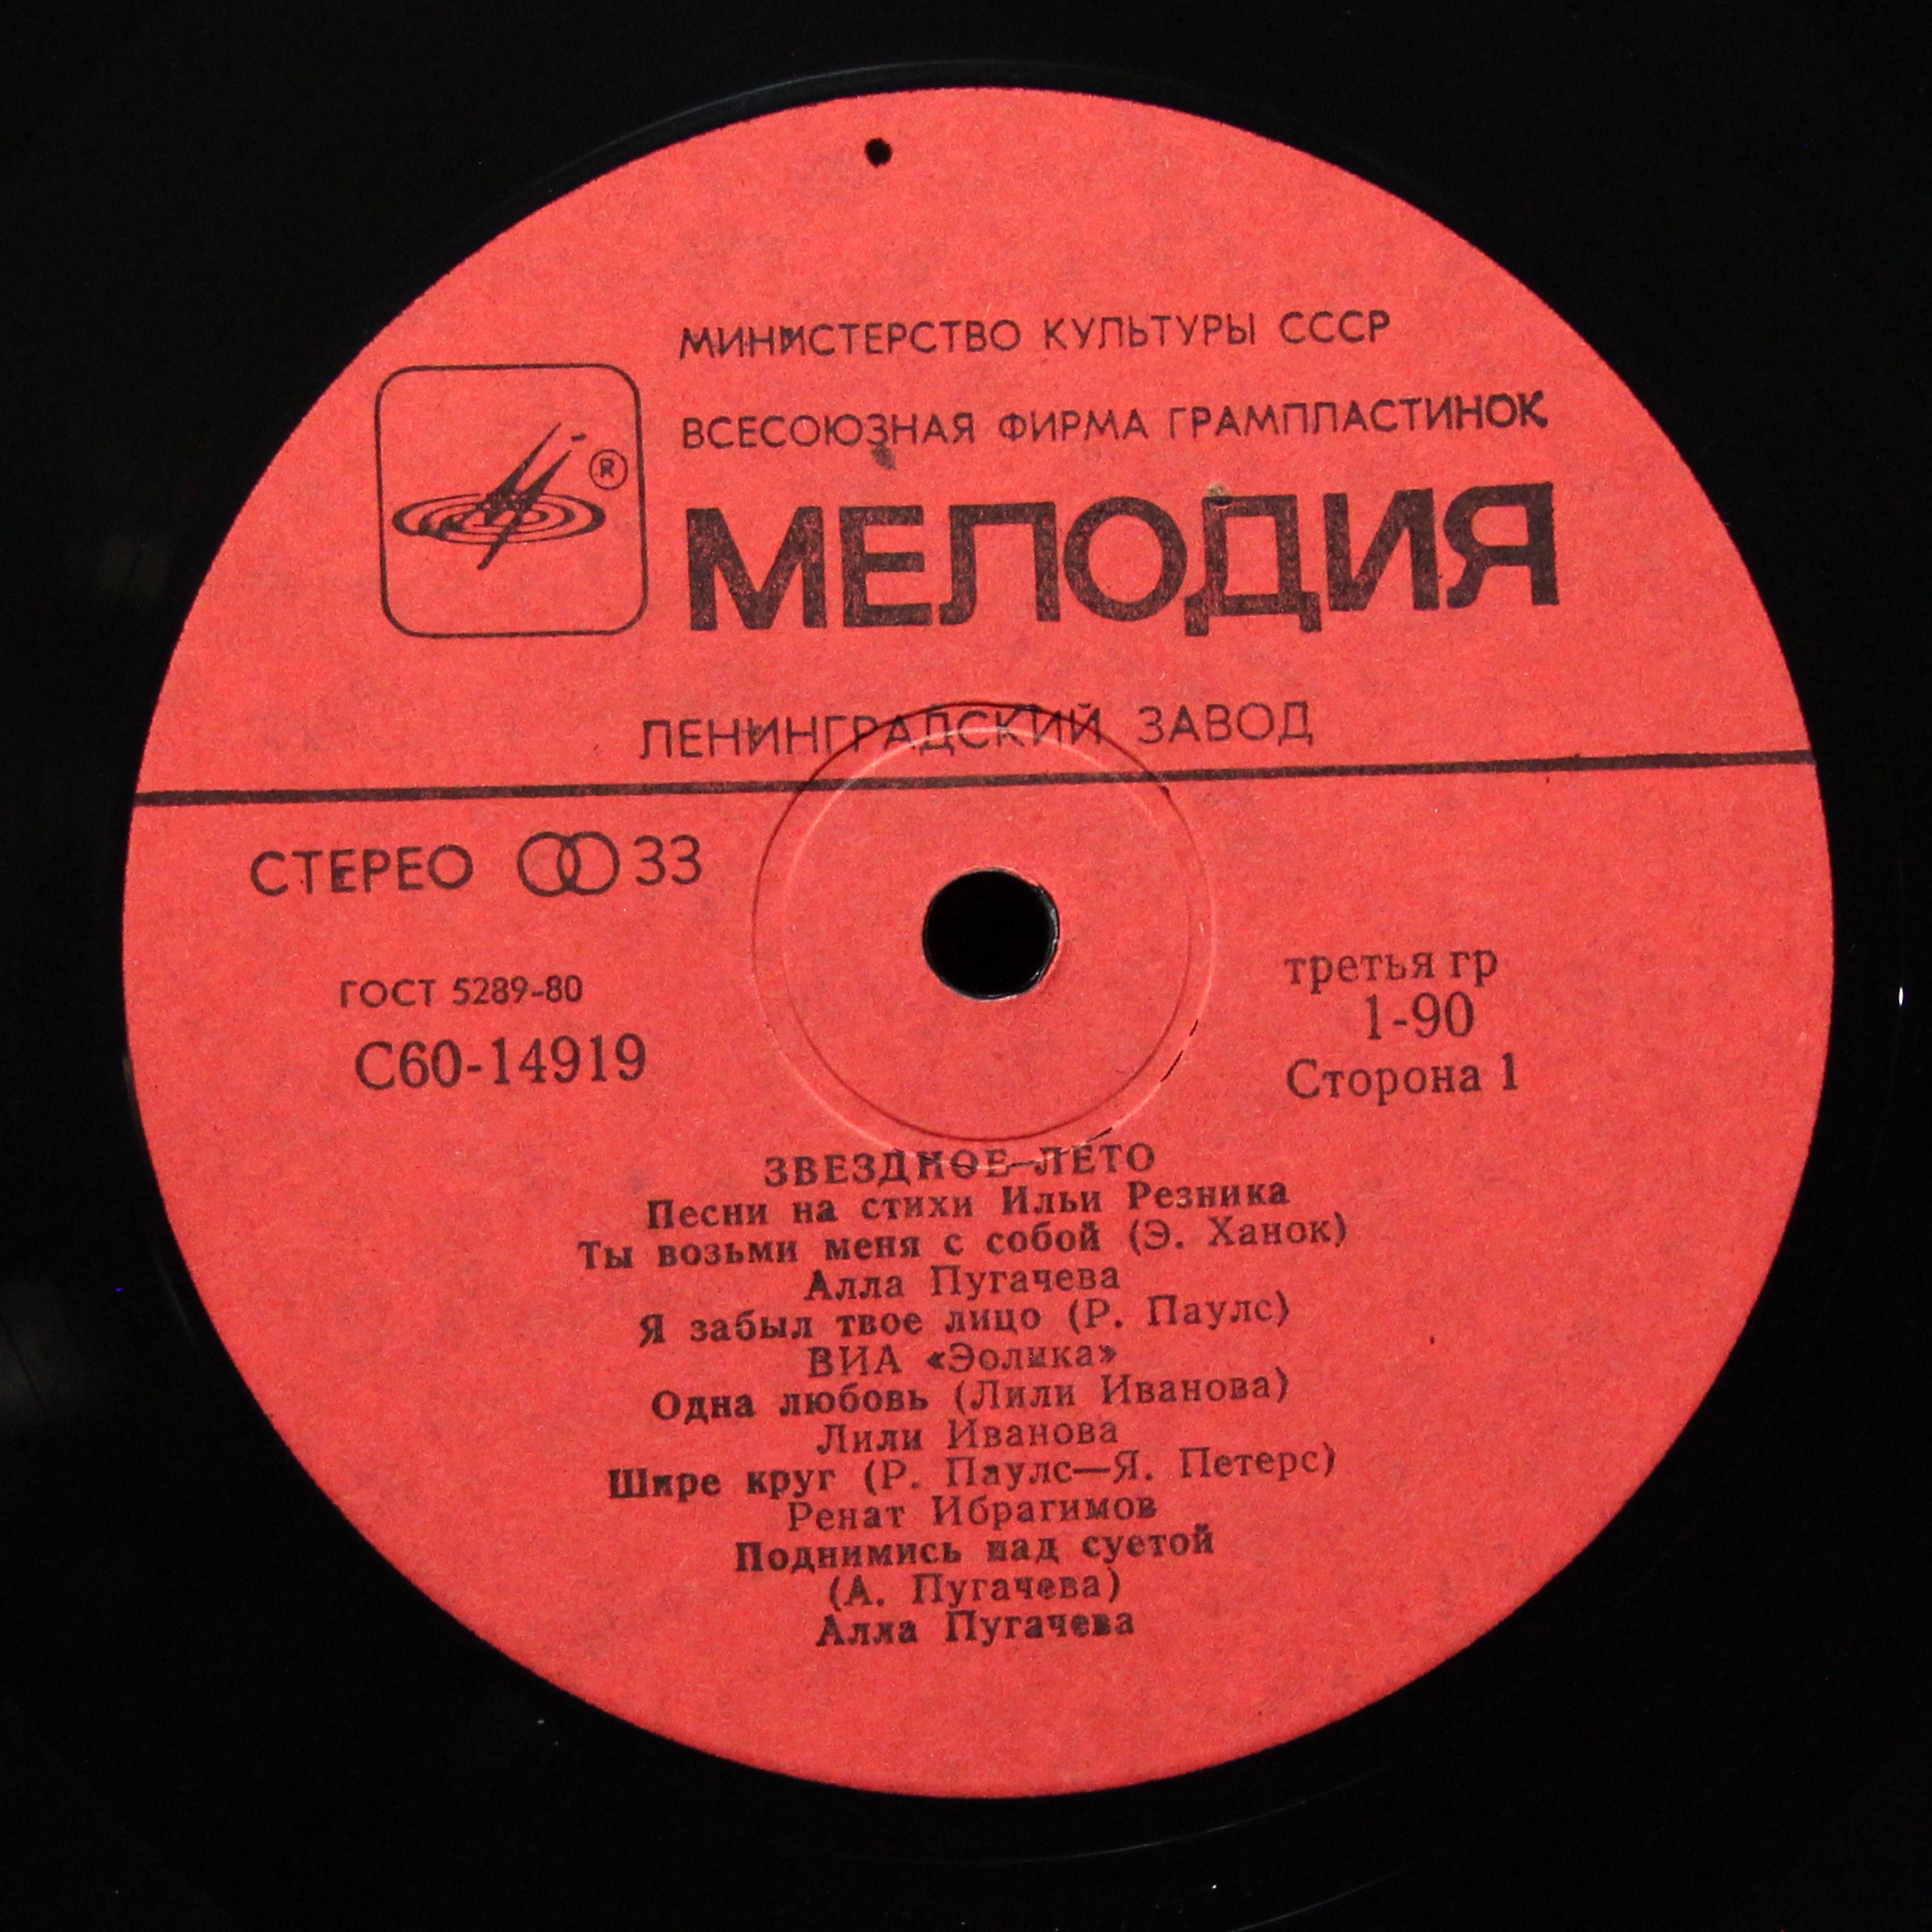 МИНИСТЕРСТВО КУЛЬТУРЫ СССР
ВСЕСОЮЗНАЯ ФИРМА ГРАМПЛАСТИНОК
®
МЕЛОДИЯ
ЛЕНИНГРАДСКИЙ ЗАВОД
СТЕРЕО 33
ГОСТ 5289-80
С60-14919
третья гр
1-90
Сторона 1
ЗВЕЗДНОЕ ЛЕТО
Песни на стихи Ильи Резника
Ты возьми меня с собой (Э. Ханок)
Алла Пугачева
Я забыл твое лицо (Р. Паулс)
ВИА «Эолика»
Одна любовь (Лили Иванова)
Лили Иванова
Шире круг (Р. Паулс—Я. Петерс)
Ренат Ибрагимов
Поднимись над суетой
(А. Пугачева)
Алла Пугачева